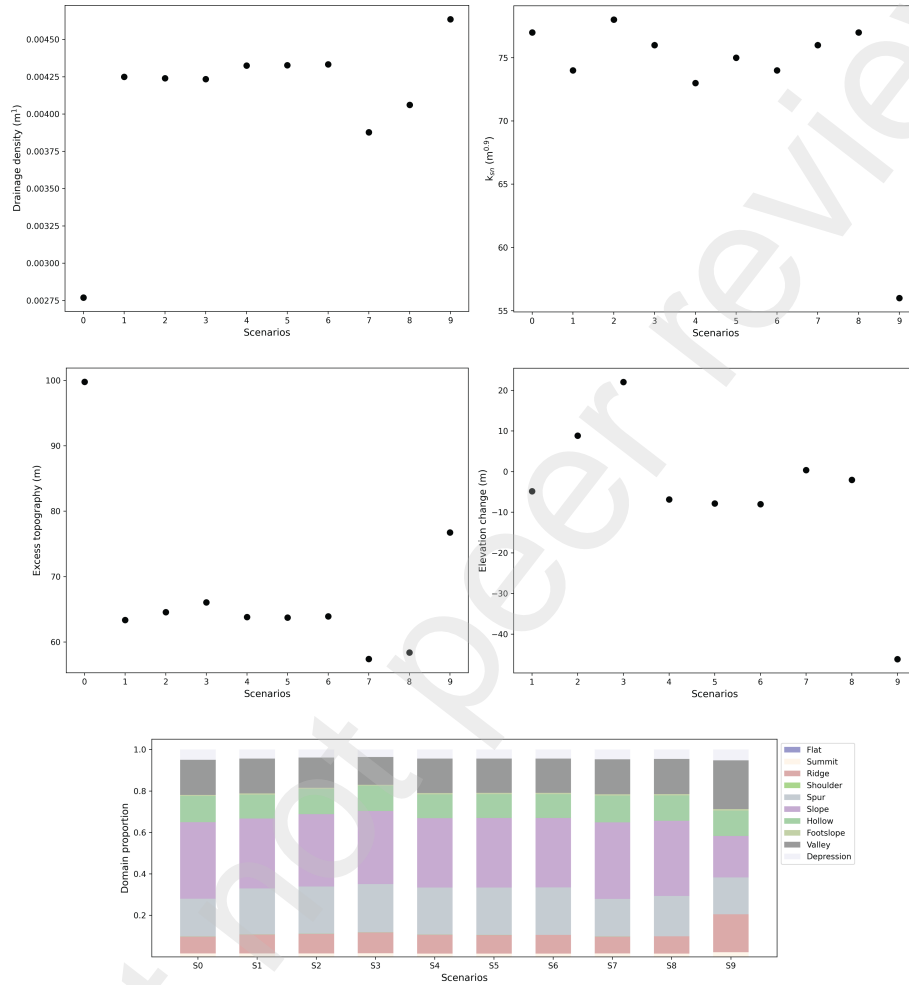 0.00450
0.00425
0.00400
0.00375
0.00350
0.00325
0.00300
0.00275
Drainage density (m¹)
0 1 2 3 4 5 6 7 8 9
Scenarios
75
70
65
60
55
k_sn (m^0.9)
0 1 2 3 4 5 6 7 8 9
Scenarios
100
90
80
70
60
Excess topography (m)
0 1 2 3 4 5 6 7 8 9
Scenarios
20
10
0
−10
−20
−30
−40
Elevation change (m)
1 2 3 4 5 6 7 8 9
Scenarios
1.0
0.8
0.6
0.4
0.2
Domain proportion
S0 S1 S2 S3 S4 S5 S6 S7 S8 S9
Scenarios
Flat
Summit
Ridge
Shoulder
Spur
Slope
Hollow
Footslope
Valley
Depression
not peer review